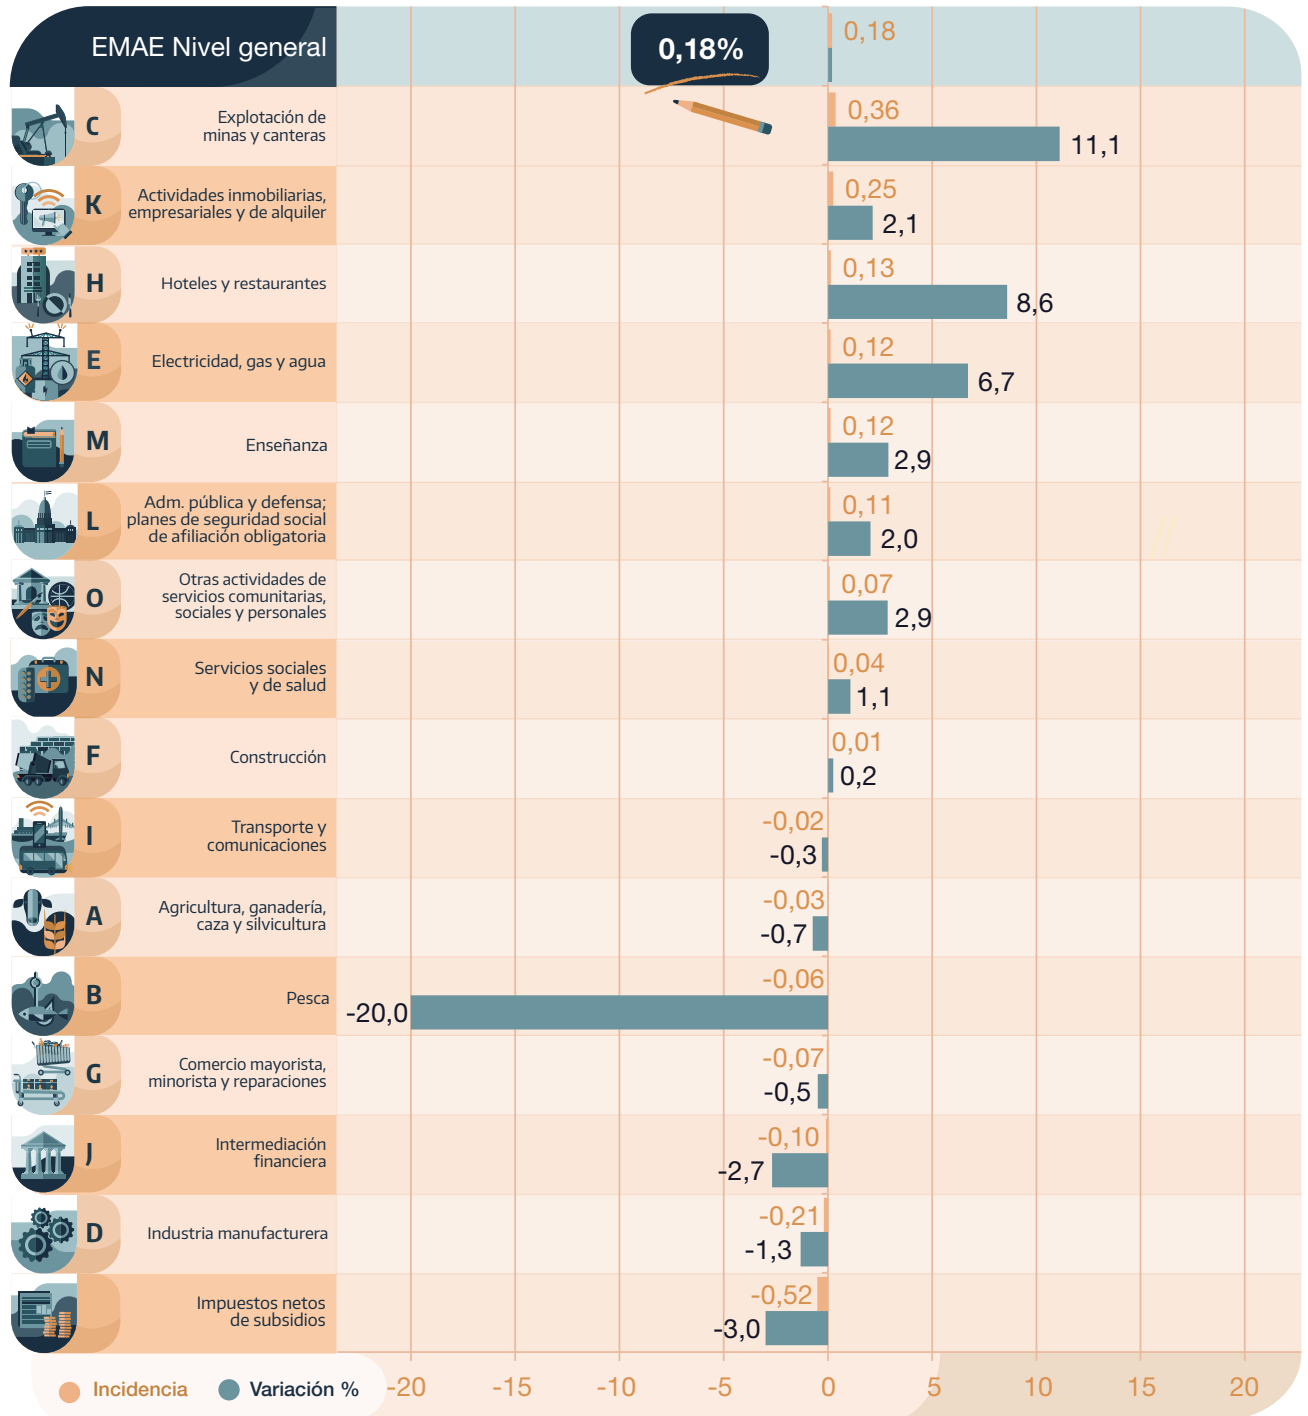 EMAE Nivel general
0,18%
0,18
C
Explotación de
minas y canteras
0,36
11,1
K
Actividades inmobiliarias,
empresariales y de alquiler
0,25
2,1
H
Hoteles y restaurantes
0,13
8,6
E
Electricidad, gas y agua
0,12
6,7
M
Enseñanza
0,12
2,9
L
Adm. pública y defensa;
planes de seguridad social
de afiliación obligatoria
0,11
2,0
O
Otras actividades de
servicios comunitarias,
sociales y personales
0,07
2,9
N
Servicios sociales
y de salud
0,04
1,1
F
Construcción
0,01
0,2
I
Transporte y
comunicaciones
-0,02
-0,3
A
Agricultura, ganadería,
caza y silvicultura
-0,03
-0,7
B
Pesca
-0,06
-20,0
G
Comercio mayorista,
minorista y reparaciones
-0,07
-0,5
J
Intermediación
financiera
-0,10
-2,7
D
Industria manufacturera
-0,21
-1,3
Impuestos netos
de subsidios
-0,52
-3,0
Incidencia
Variación %
-20 -15 -10 -5 0 5 10 15 20